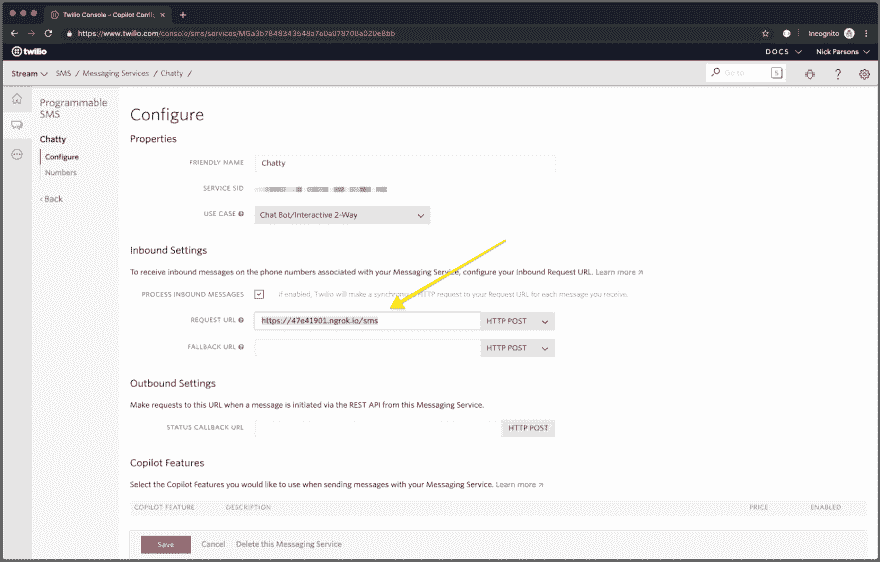 Twilio Console - Copilot Config
https://www.twilio.com/console/sms/services/
Incognito
twilio
DOCS
Nick Parsons
Stream
SMS / Messaging Services / Chatty /
Go to
Programmable
SMS
Chatty
Configure
Numbers
‹ Back
Configure
Properties
FRIENDLY NAME
Chatty
SERVICE SID
USE CASE
Chat Bot/Interactive 2-Way
Inbound Settings
To receive inbound messages on the phone numbers associated with your Messaging Service, configure your Inbound Request URL. Learn more
PROCESS INBOUND MESSAGES
If enabled, Twilio will make a synchronous HTTP request to your Request URL for each message you receive.
REQUEST URL
https://47e41901.ngrok.io/sms
HTTP POST
FALLBACK URL
HTTP POST
Outbound Settings
Make requests to this URL when a message is initiated via the REST API from this Messaging Service.
STATUS CALLBACK URL
HTTP POST
Copilot Features
Select the Copilot Features you would like to use when sending messages with your Messaging Service. Learn more
COPILOT FEATURE DESCRIPTION PRICE ENABLED
Save Cancel Delete this Messaging Service